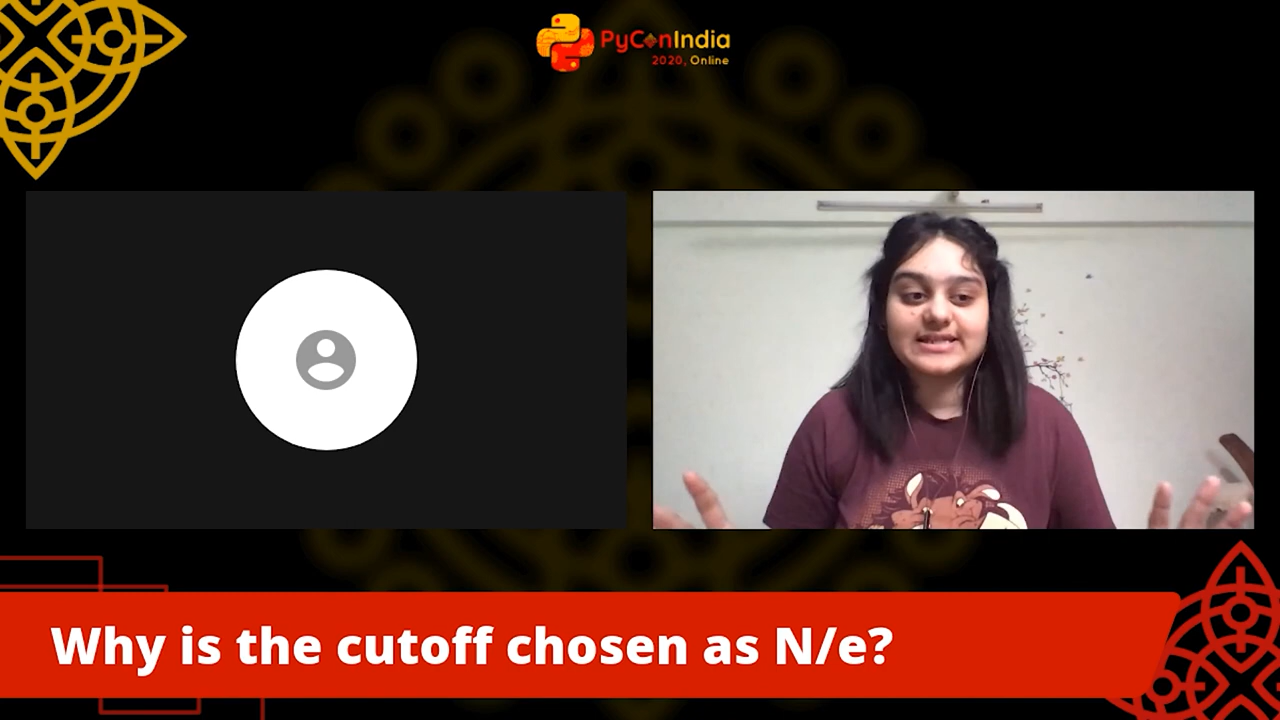 PyConIndia
2020, Online
Why is the cutoff chosen as N/e?